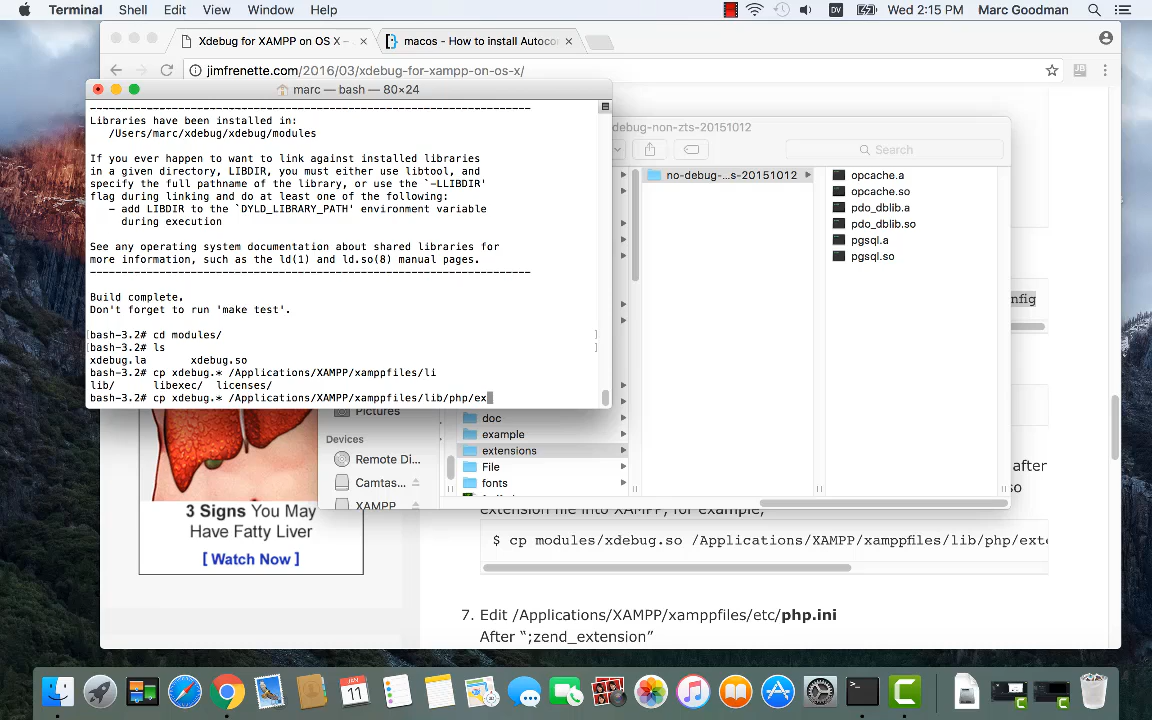 Terminal Shell Edit View Window Help DV Wed 2:15 PM Marc Goodman
Xdebug for XAMPP on OS X – × macos - How to install Autoco ×
jimfrenette.com/2016/03/xdebug-for-xampp-on-os-x/
marc — bash — 80×24
Libraries have been installed in:
/Users/marc/xdebug/xdebug/modules
If you ever happen to want to link against installed libraries
in a given directory, LIBDIR, you must either use libtool, and
specify the full pathname of the library, or use the `-LLIBDIR'
flag during linking and do at least one of the following:
- add LIBDIR to the `DYLD_LIBRARY_PATH' environment variable
during execution
See any operating system documentation about shared libraries for
more information, such as the ld(1) and ld.so(8) manual pages.
Build complete.
Don't forget to run 'make test'.
[bash-3.2# cd modules/ ]
[bash-3.2# ls ]
xdebug.la xdebug.so
bash-3.2# cp xdebug.* /Applications/XAMPP/xamppfiles/li
lib/ libexec/ licenses/
bash-3.2# cp xdebug.* /Applications/XAMPP/xamppfiles/lib/php/ex
debug-non-zts-20151012
Search
no-debug-...s-20151012
opcache.a
opcache.so
pdo_dblib.a
pdo_dblib.so
pgsql.a
pgsql.so
Pictures
Devices
Remote Di...
Camtas...
XAMPP
doc
example
extensions
File
fonts
nfig
after
so
extension file into XAMPP, for example,
$ cp modules/xdebug.so /Applications/XAMPP/xamppfiles/lib/php/exte
7. Edit /Applications/XAMPP/xamppfiles/etc/php.ini
After “;zend_extension”
3 Signs You May
Have Fatty Liver
[ Watch Now ]
JAN
11